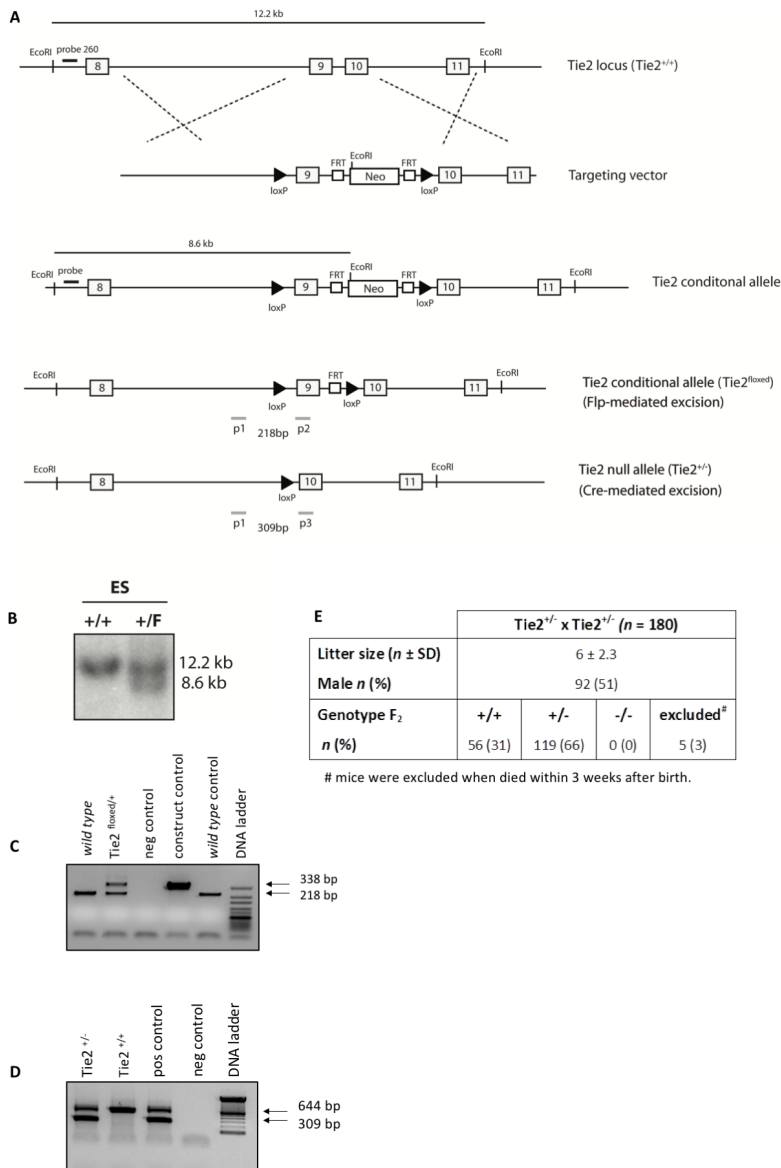 A
12.2 kb
EcoRI probe 260 EcoRI
8 9 10 11
Tie2 locus (Tie2+/+)
EcoRI
FRT FRT
9 Neo 10 11
loxP loxP
Targeting vector
8.6 kb
EcoRI probe EcoRI EcoRI
FRT FRT
8 9 Neo 10 11
loxP loxP
Tie2 conditonal allele
EcoRI FRT EcoRI
8 9 10 11
loxP loxP
p1 218bp p2
Tie2 conditional allele (Tie2floxed)
(Flp-mediated excision)
EcoRI EcoRI
8 10 11
loxP
p1 309bp p3
Tie2 null allele (Tie2+/-)
(Cre-mediated excision)
B
ES
+/+ +/F
12.2 kb
8.6 kb
E
Tie2+/- x Tie2+/- (n = 180)
Litter size (n ± SD) 6 ± 2.3
Male n (%) 92 (51)
Genotype F2 +/+ +/- -/- excluded#
n (%) 56 (31) 119 (66) 0 (0) 5 (3)
# mice were excluded when died within 3 weeks after birth.
C
wild type
Tie2 floxed/+
neg control
construct control
wild type control
DNA ladder
338 bp
218 bp
D
Tie2 +/-
Tie2 +/+
pos control
neg control
DNA ladder
644 bp
309 bp